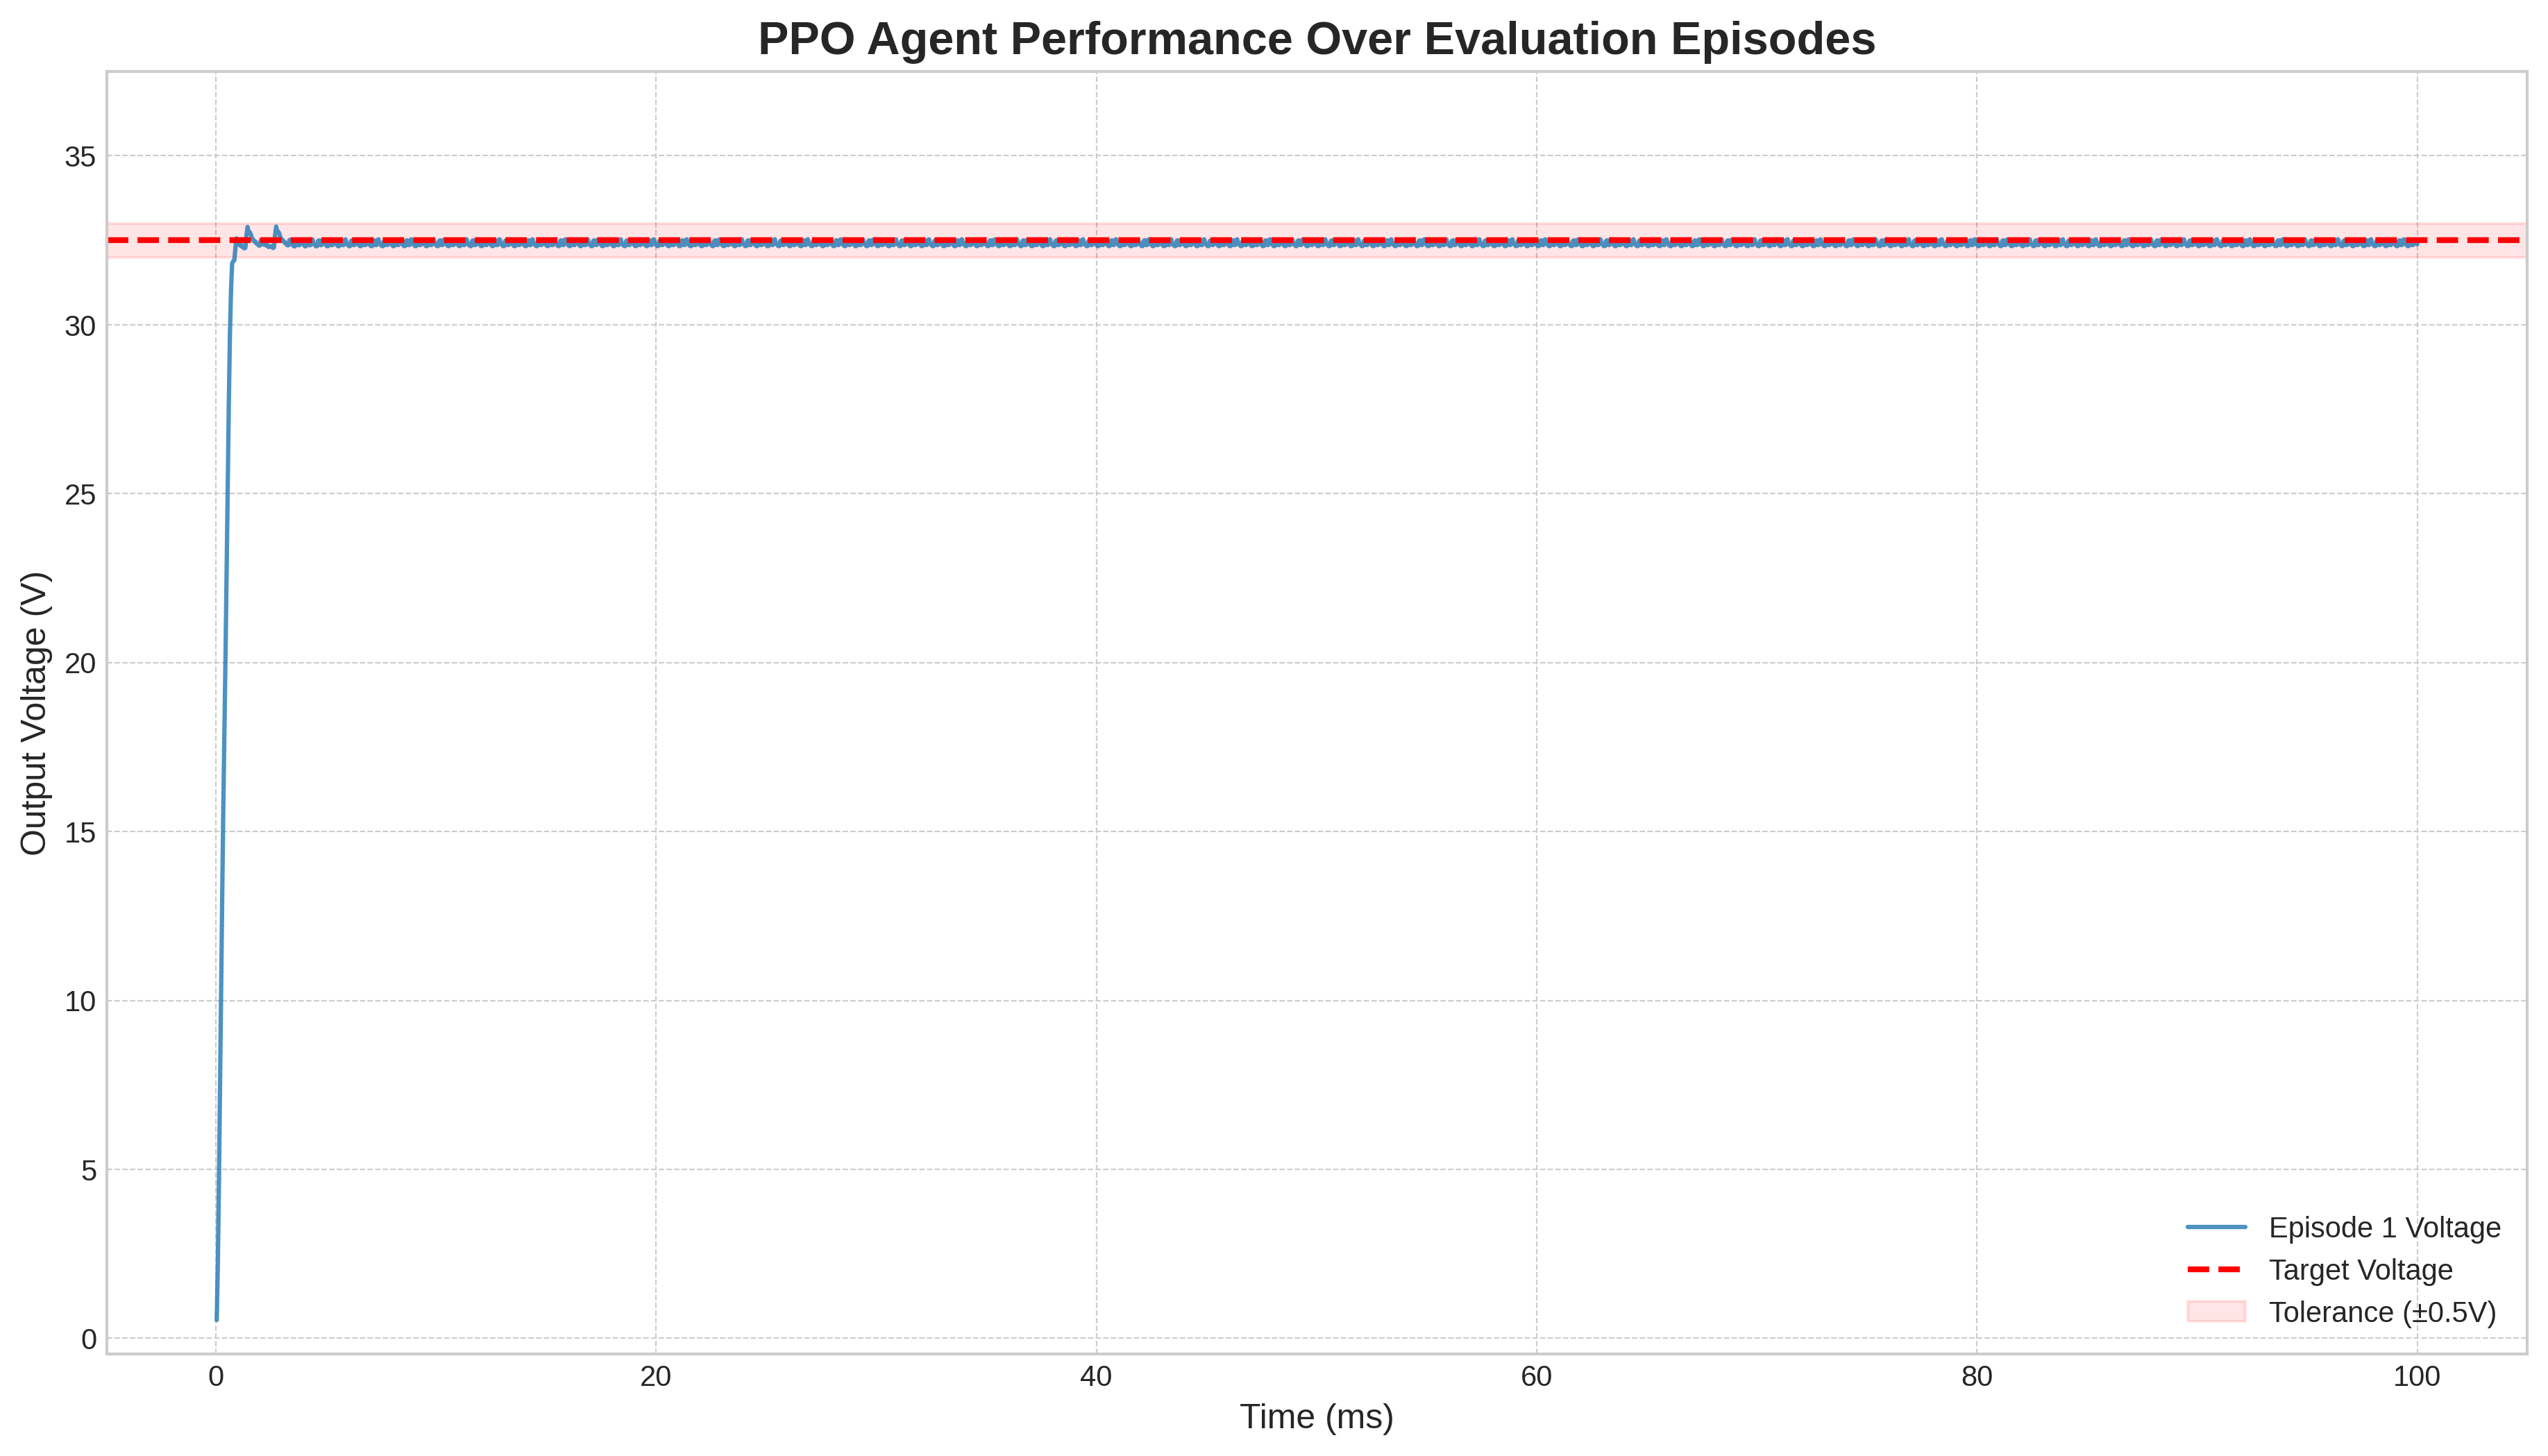 PPO Agent Performance Over Evaluation Episodes
35
30
25
20
15
10
5
0
Output Voltage (V)
0 20 40 60 80 100
Time (ms)
Episode 1 Voltage
Target Voltage
Tolerance (±0.5V)